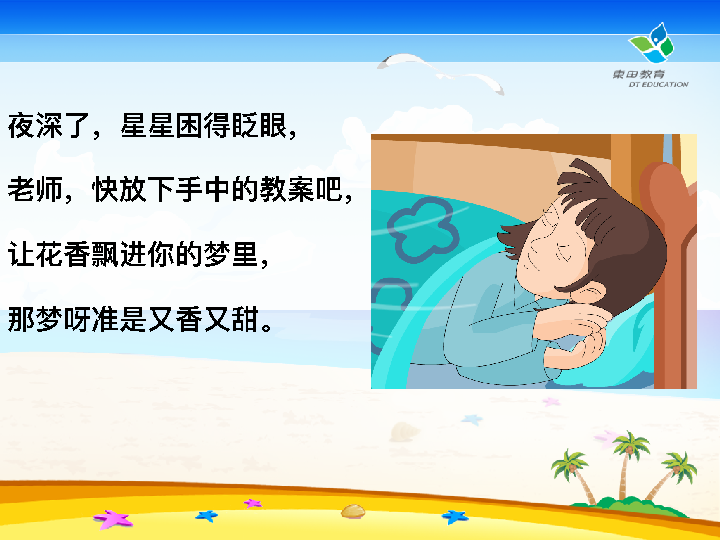 東田教育
DT EDUCATION
夜深了，星星困得眨眼，
老师，快放下手中的教案吧，
让花香飘进你的梦里，
那梦呀准是又香又甜。